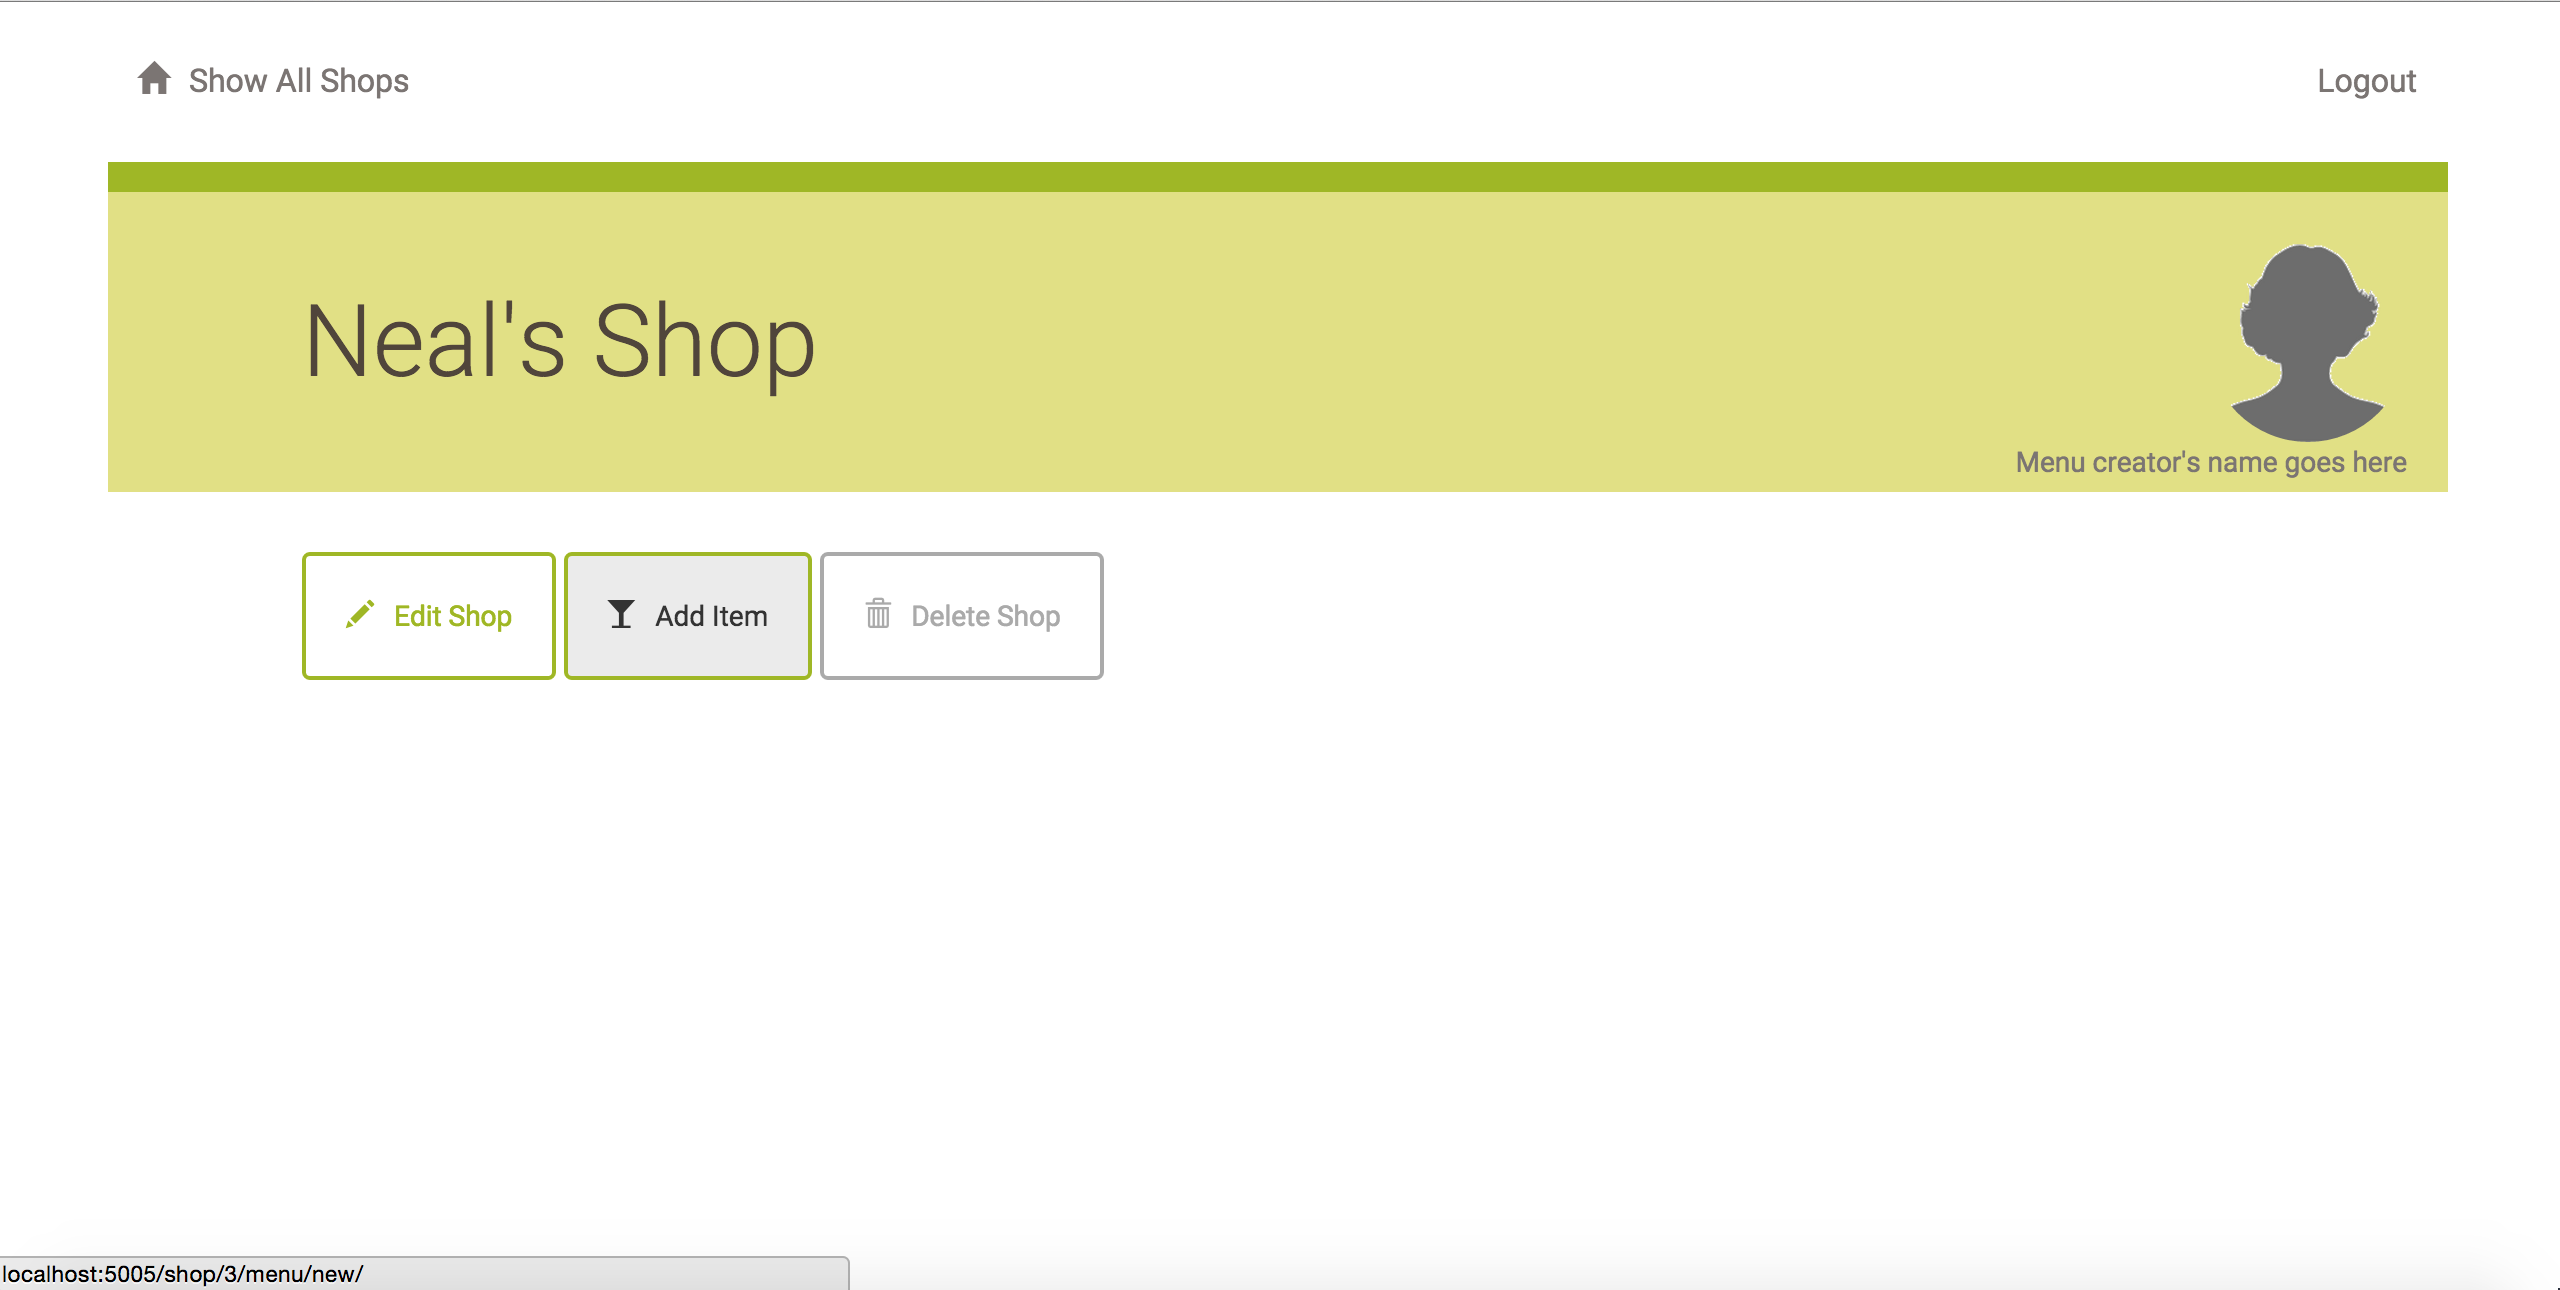 Show All Shops
Logout
Neal's Shop
Menu creator's name goes here
Edit Shop
Add Item
Delete Shop
localhost:5005/shop/3/menu/new/